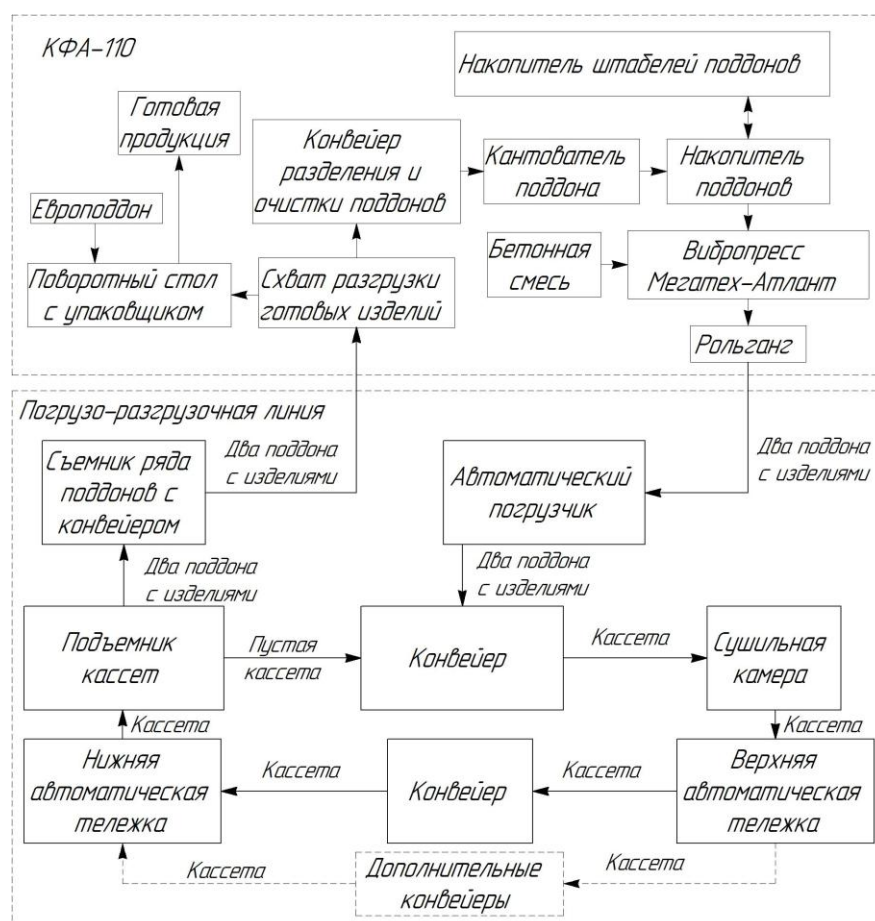 КФА-110
Накопитель штабелей поддонов
Готовая
продукция
Конвейер
разделения и
очистки поддонов
Кантователь
поддона
Накопитель
поддонов
Европоддон
Бетонная
смесь
Вибропресс
Мегатех-Атлант
Поворотный стол
с упаковщиком
Схват разгрузки
готовых изделий
Рольганг
Погрузо-разгрузочная линия
Съемник ряда
поддонов с
конвейером
Два поддона
с изделиями
Автоматический
погрузчик
Два поддона
с изделиями
Два поддона
с изделиями
Два поддона
с изделиями
Подъемник
кассет
Пустая
кассета
Конвейер
Кассета
Сушильная
камера
Кассета
Кассета
Нижняя
автоматическая
тележка
Кассета
Конвейер
Кассета
Верхняя
автоматическая
тележка
Кассета
Дополнительные
конвейеры
Кассета